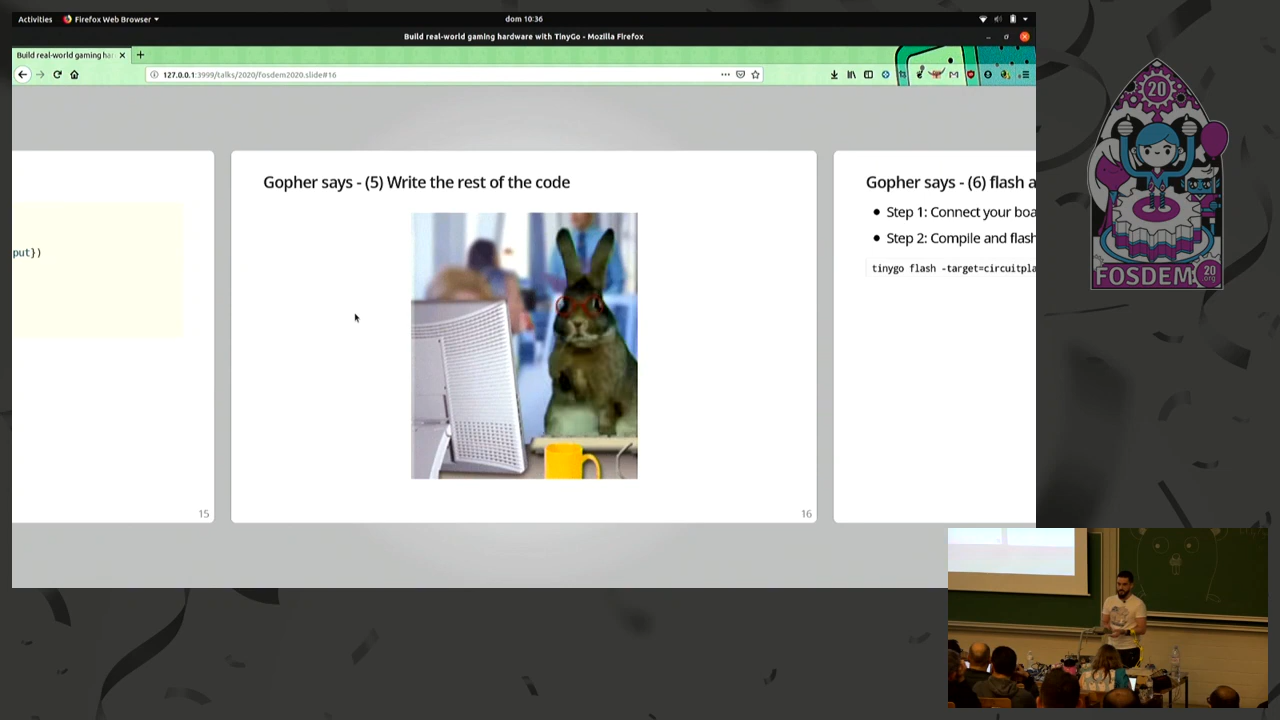 Activities
Firefox Web Browser
dom 10:36
Build real-world gaming hardware with TinyGo - Mozilla Firefox
Build real-world gaming ha
127.0.0.1:3999/talks/2020/fosdem2020.slide#16
put})
15
Gopher says - (5) Write the rest of the code
16
Gopher says - (6) flash a
Step 1: Connect your boa
Step 2: Compile and flash
tinygo flash -target=circuitpla
20
FOSDEM
20
.org